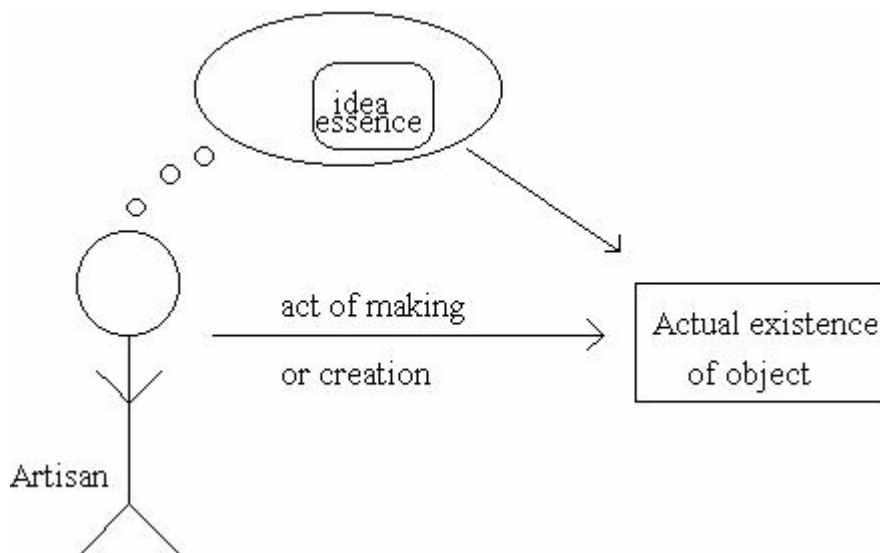 idea
essence
act of making
or creation
Actual existence
of object
Artisan